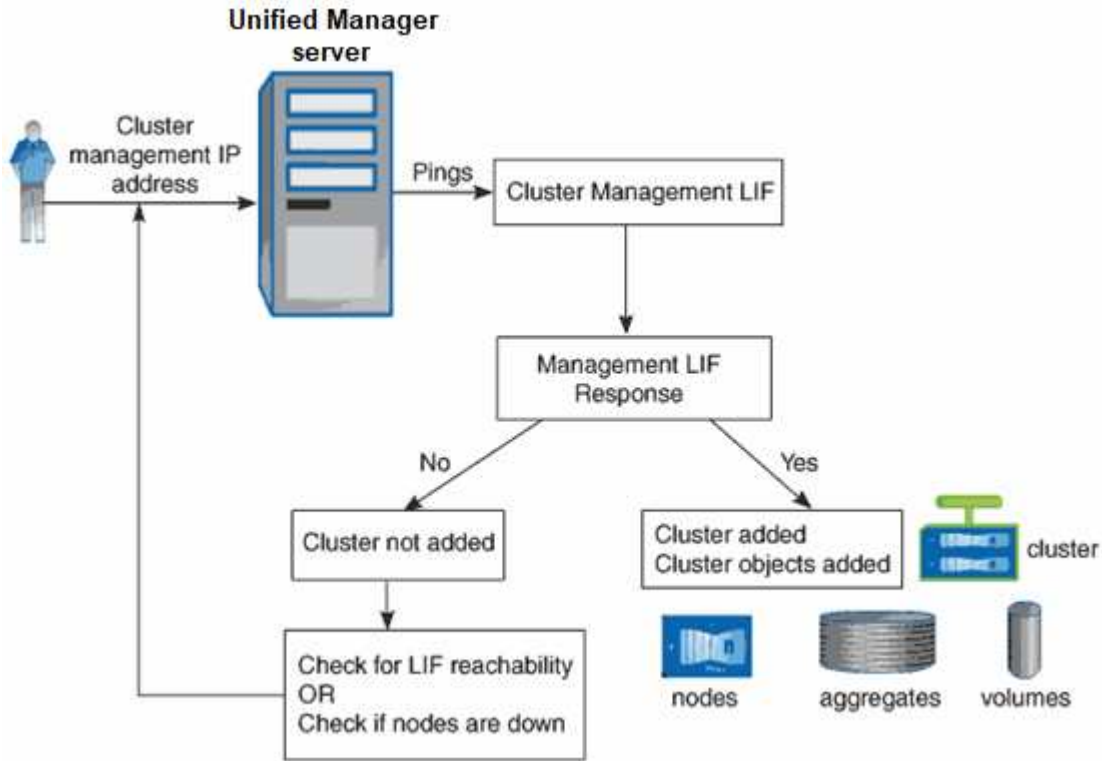 Unified Manager
server
Cluster
management IP
address
Pings
Cluster Management LIF
Management LIF
Response
No
Yes
Cluster not added
Cluster added
Cluster objects added
cluster
Check for LIF reachability
OR
Check if nodes are down
nodes
aggregates
volumes